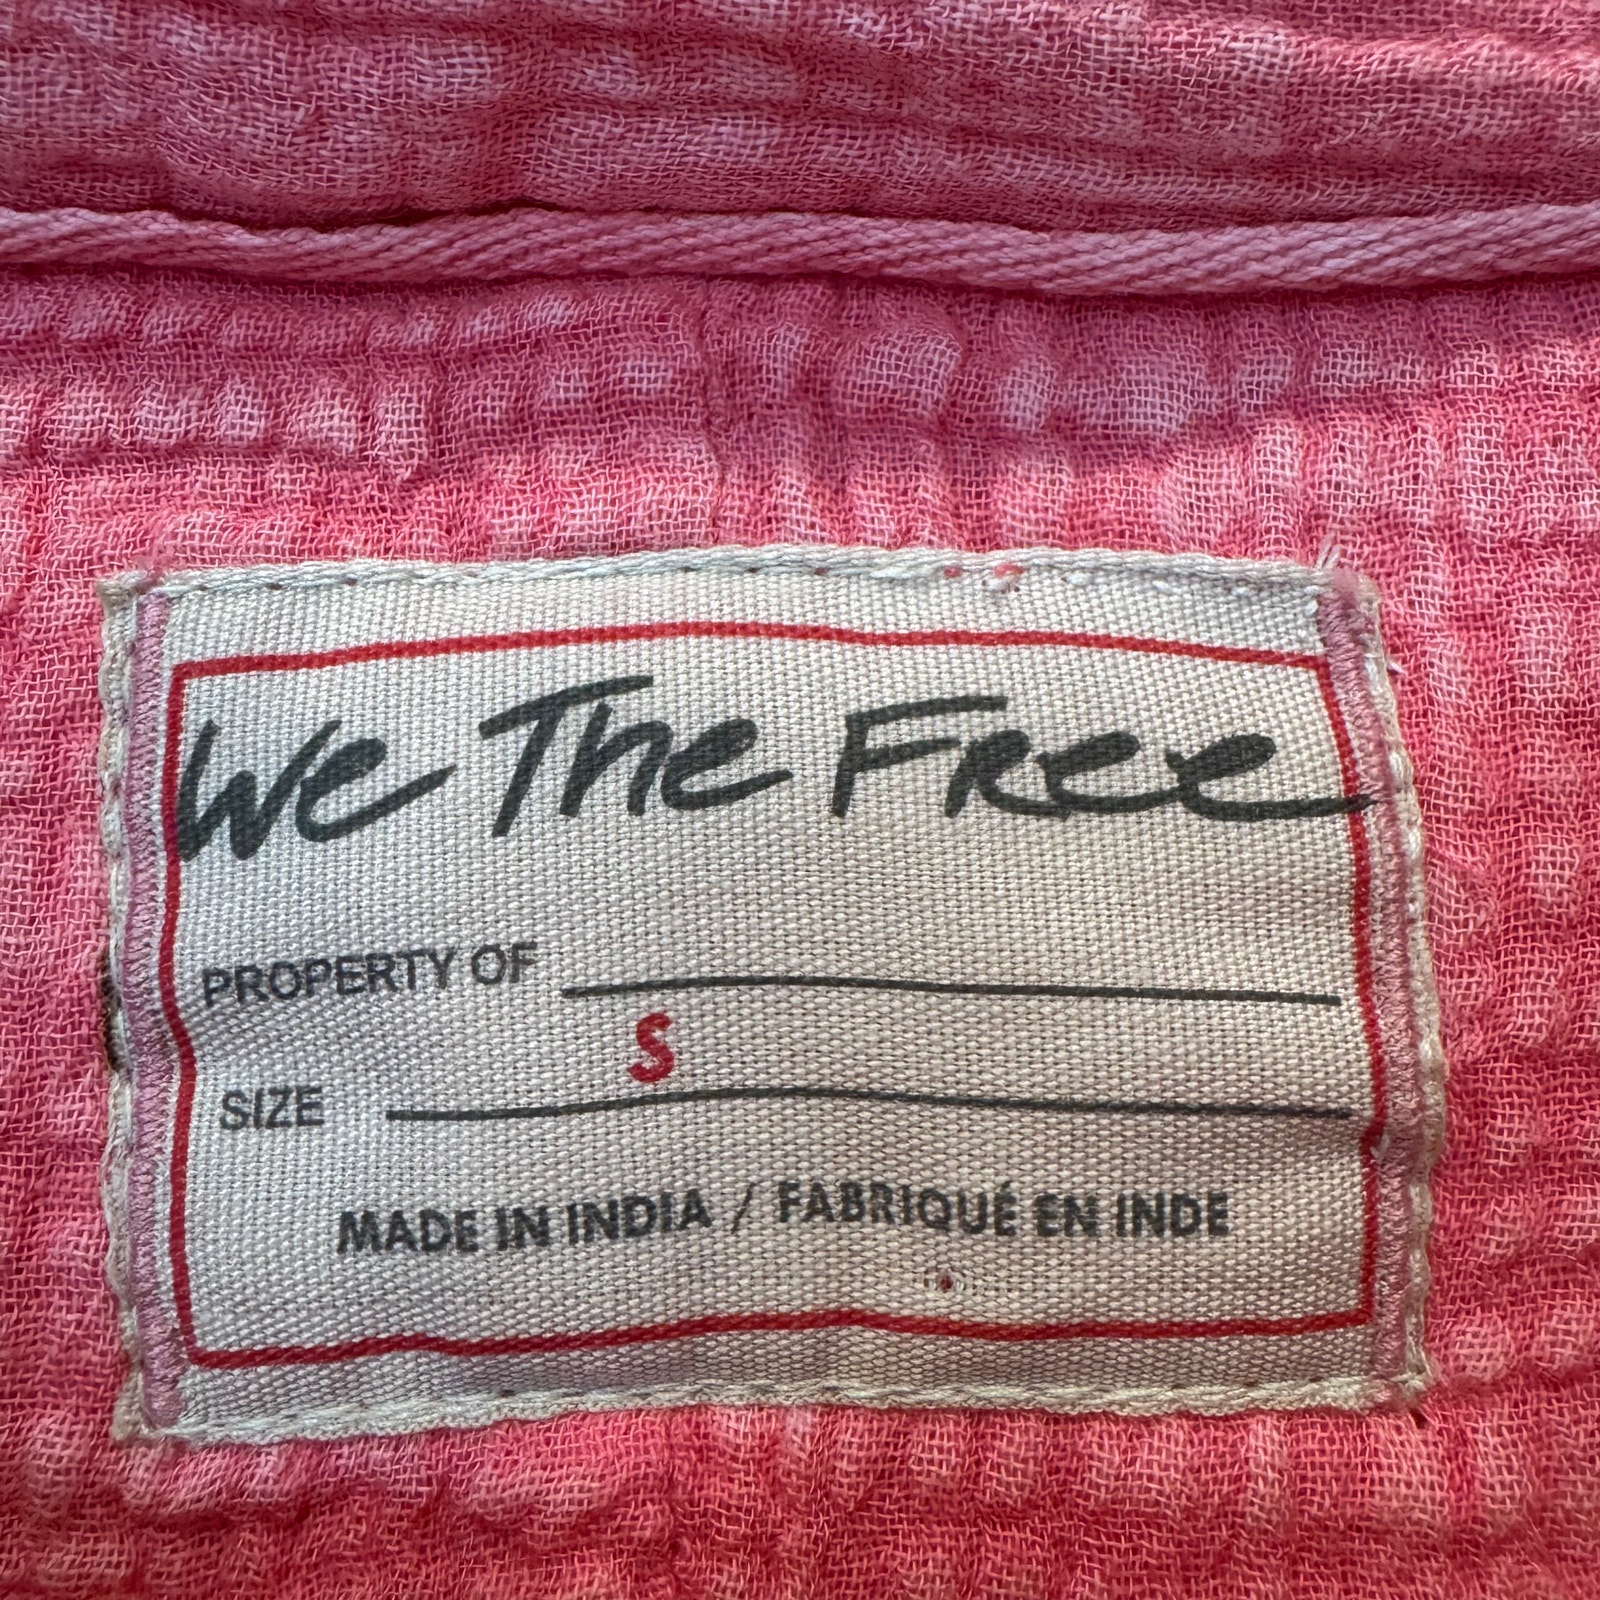 We The Free
PROPERTY OF
S
SIZE
MADE IN INDIA / FABRIQUÉ EN INDE